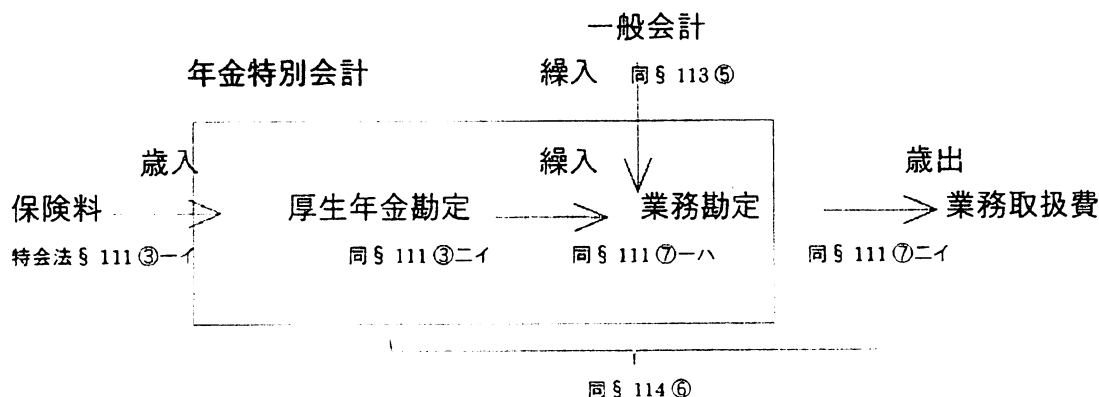 一般会計
年金特別会計
繰入 同§ 113⑤
歳入
繰入
歳出
保険料
厚生年金勘定
業務勘定
業務取扱費
特会法§ 111③一イ
同§ 111③二イ
同§ 111⑦一ハ
同§ 111⑦二イ
同§ 114⑥